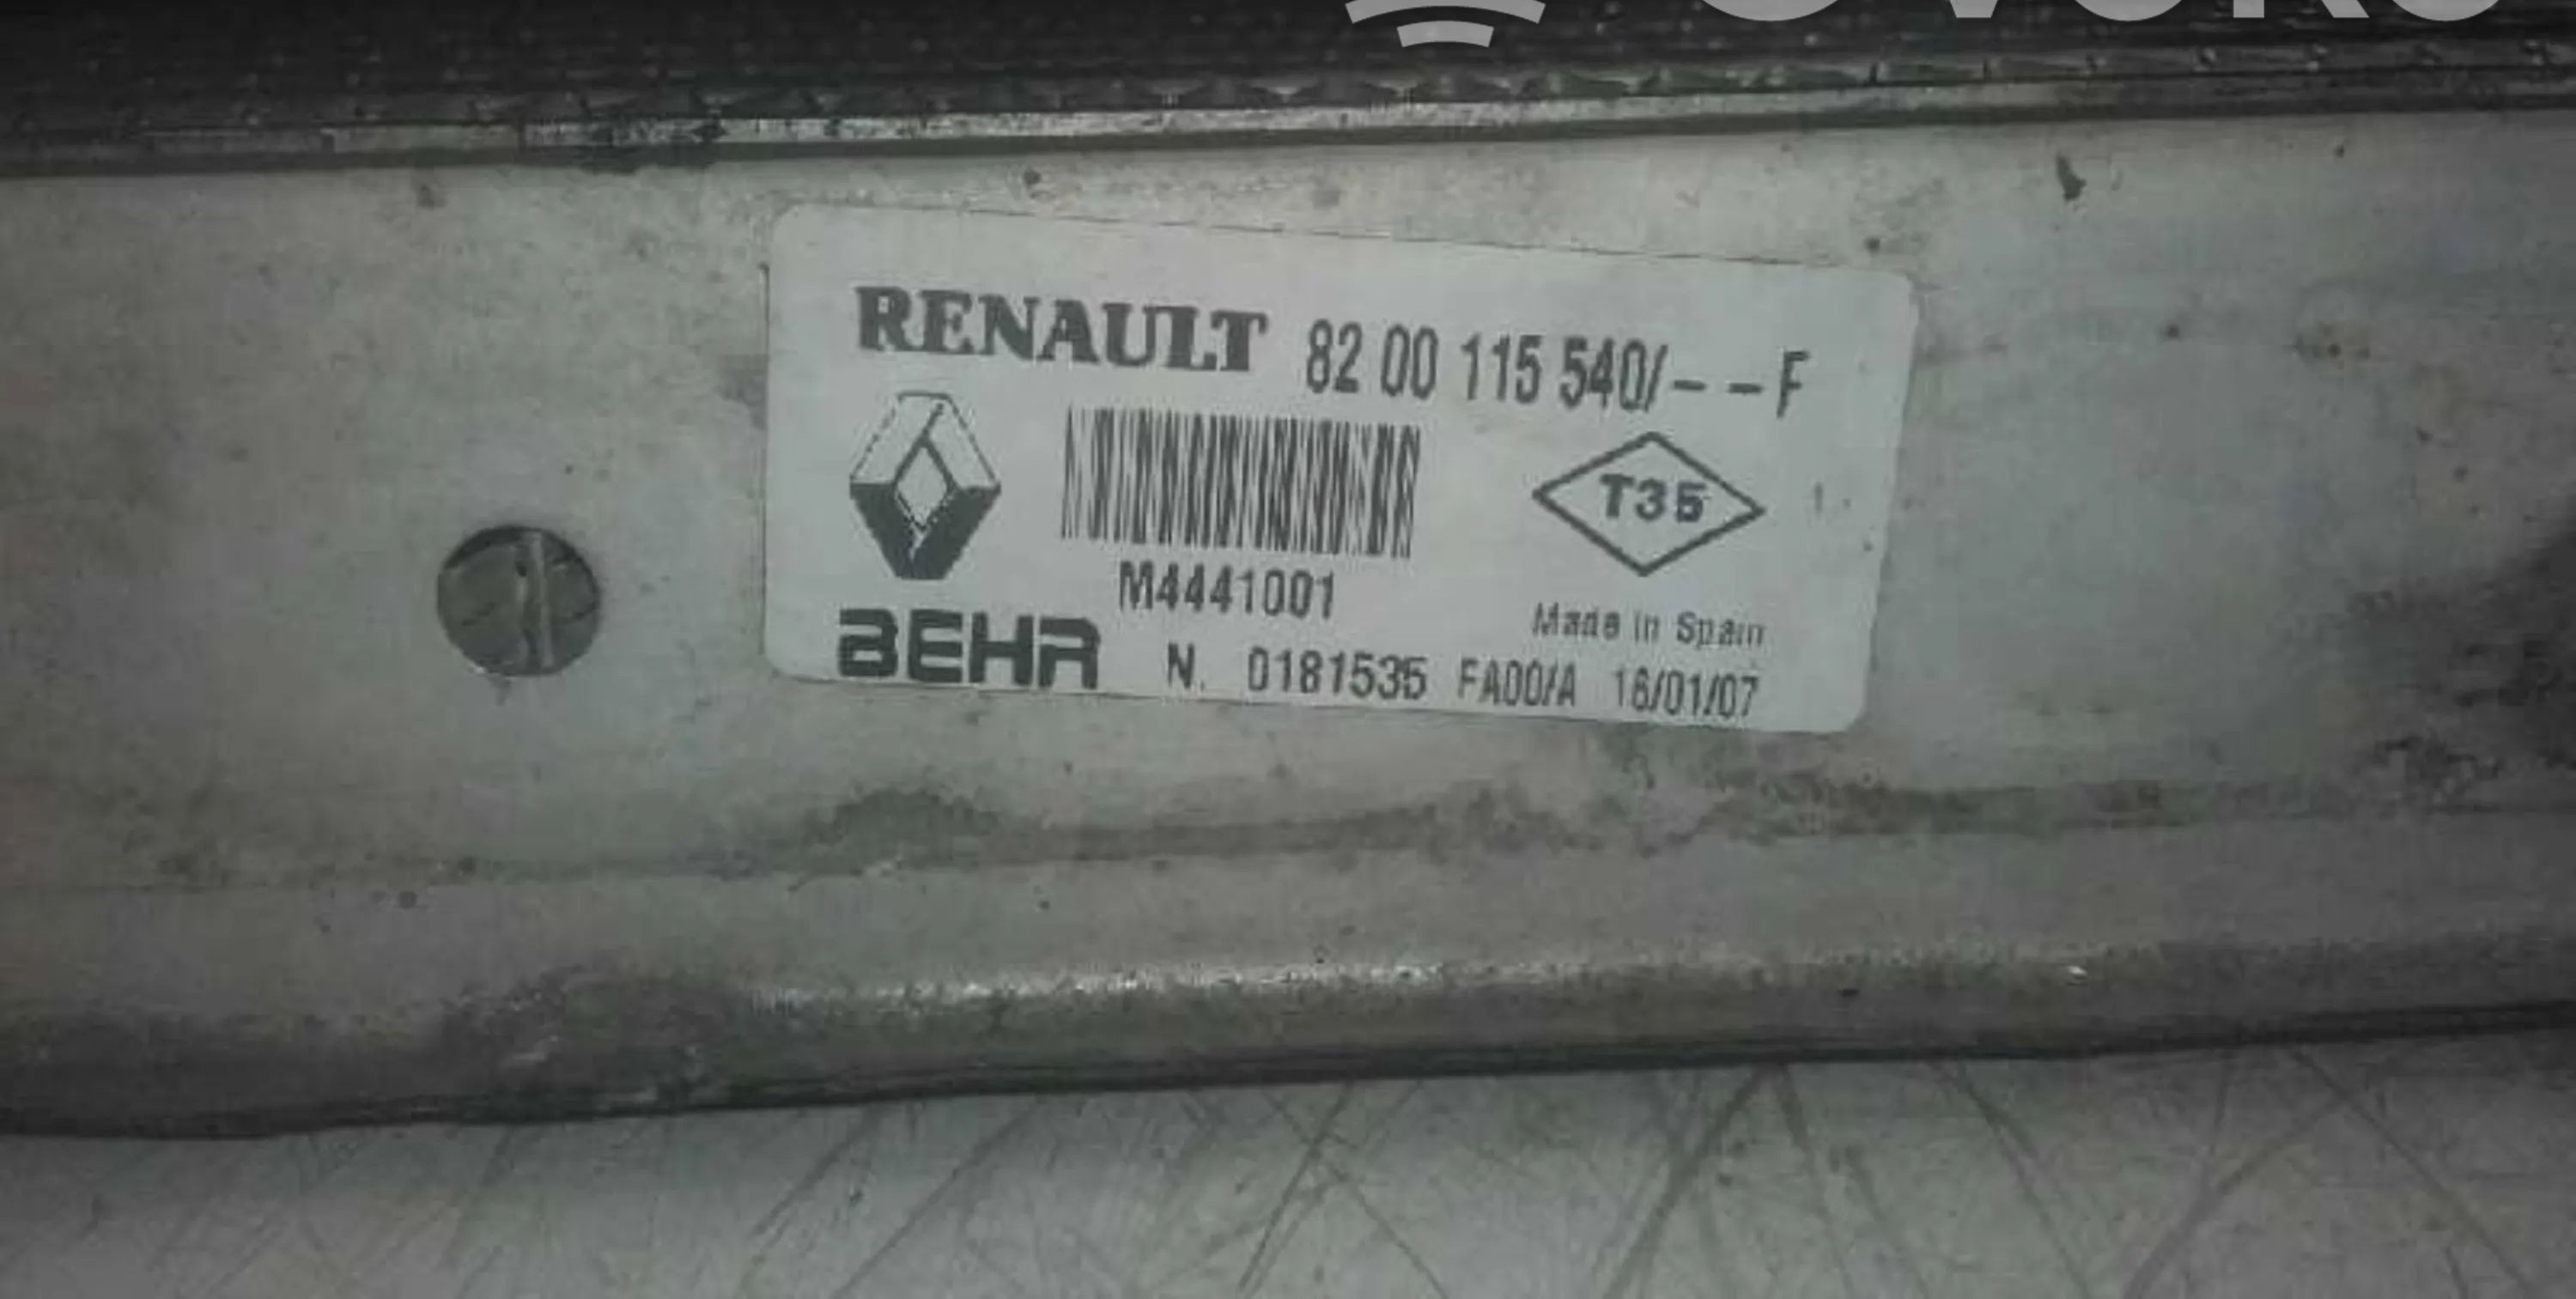 RENAULT 82 00 115 540/--F
T35
M4441001
Made in Spain
BEHR N. 0181535 FA00/A 16/01/07